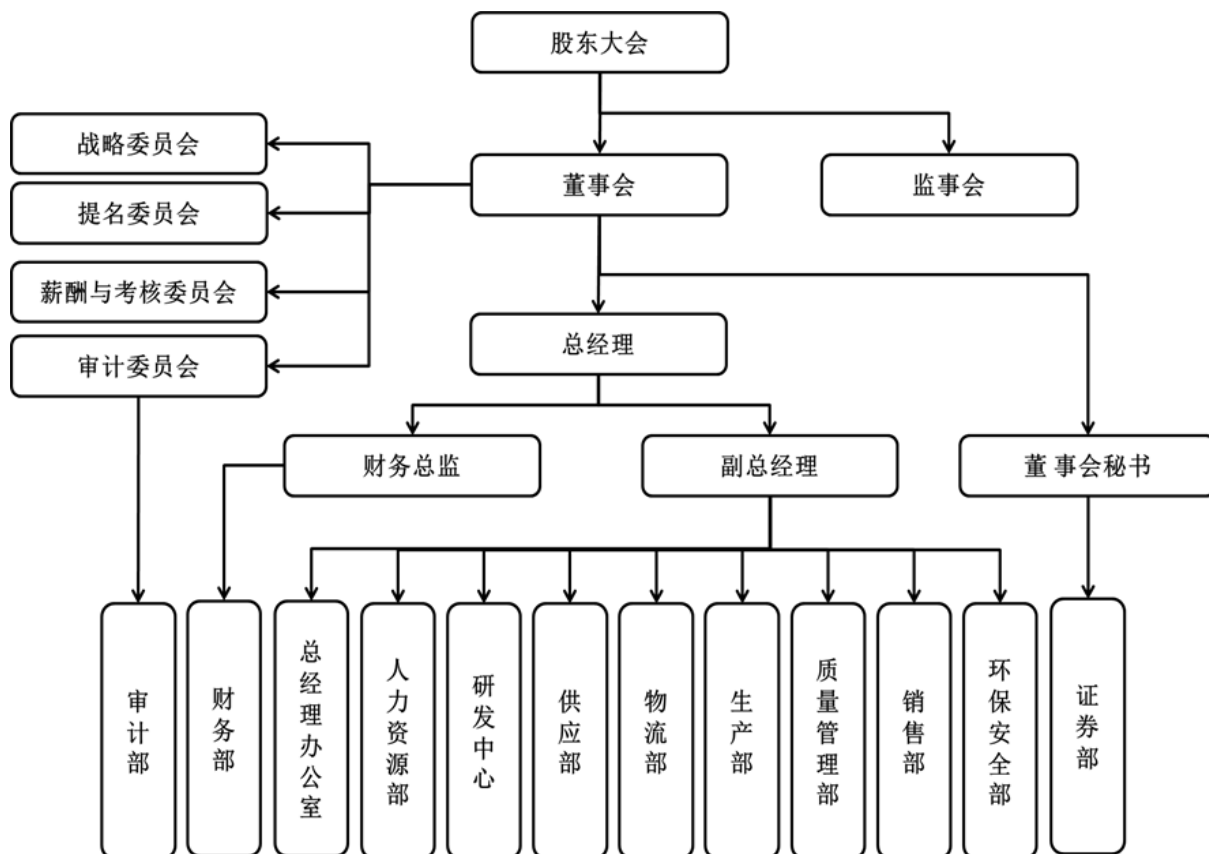 股东大会
战略委员会
董事会
监事会
提名委员会
薪酬与考核委员会
总经理
审计委员会
财务总监
副总经理
董 事会秘书
审计部
财务部
总经理办公室
人力资源部
研发中心
供应部
物流部
生产部
质量管理部
销售部
环保安全部
证券部